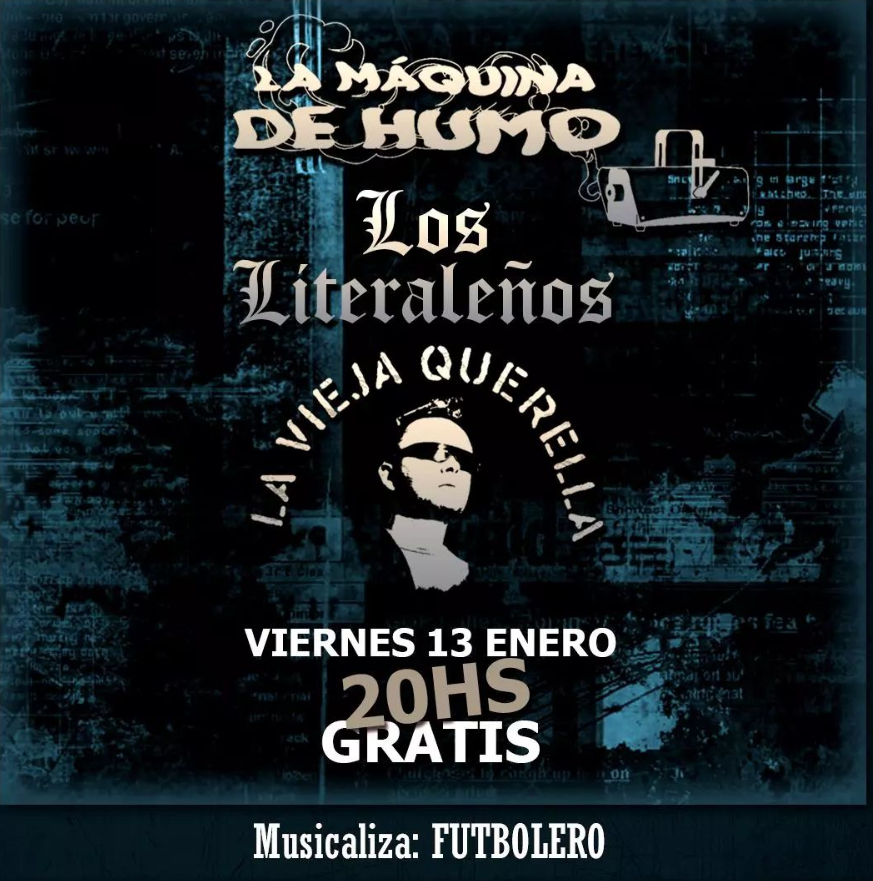 LA MÁQUINA
DE HUMO
Los
Literaleños
LA VIEJA QUERELLA
VIERNES 13 ENERO
20HS
GRATIS
Musicaliza: FUTBOLERO